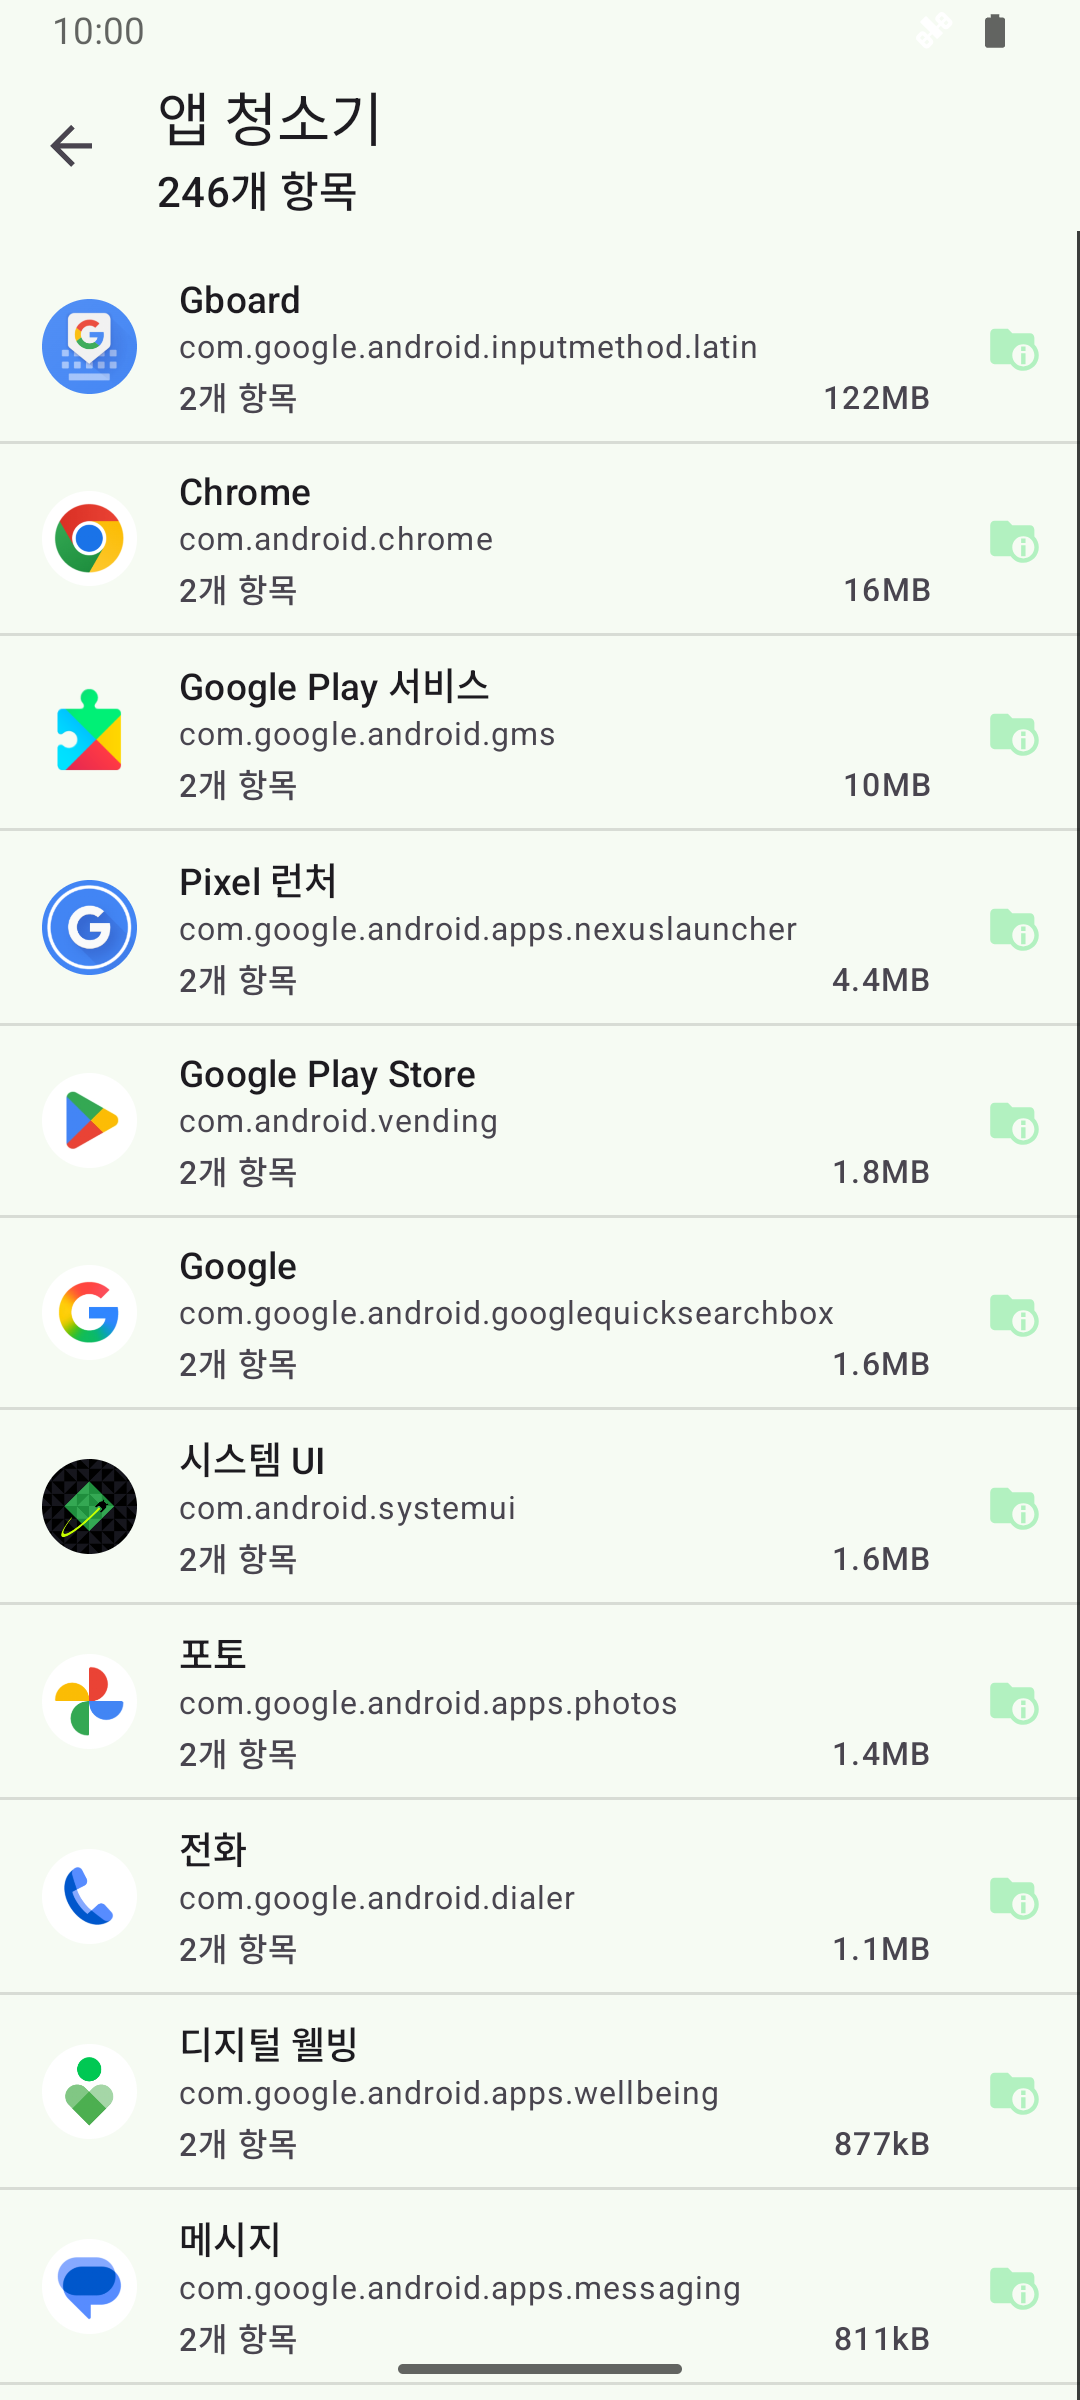 10:00
앱 청소기
246개 항목
Gboard
com.google.android.inputmethod.latin
2개 항목
122MB
Chrome
com.android.chrome
2개 항목
16MB
Google Play 서비스
com.google.android.gms
2개 항목
10MB
Pixel 런처
com.google.android.apps.nexuslauncher
2개 항목
4.4MB
Google Play Store
com.android.vending
2개 항목
1.8MB
Google
com.google.android.googlequicksearchbox
2개 항목
1.6MB
시스템 UI
com.android.systemui
2개 항목
1.6MB
포토
com.google.android.apps.photos
2개 항목
1.4MB
전화
com.google.android.dialer
2개 항목
1.1MB
디지털 웰빙
com.google.android.apps.wellbeing
2개 항목
877kB
메시지
com.google.android.apps.messaging
2개 항목
811kB